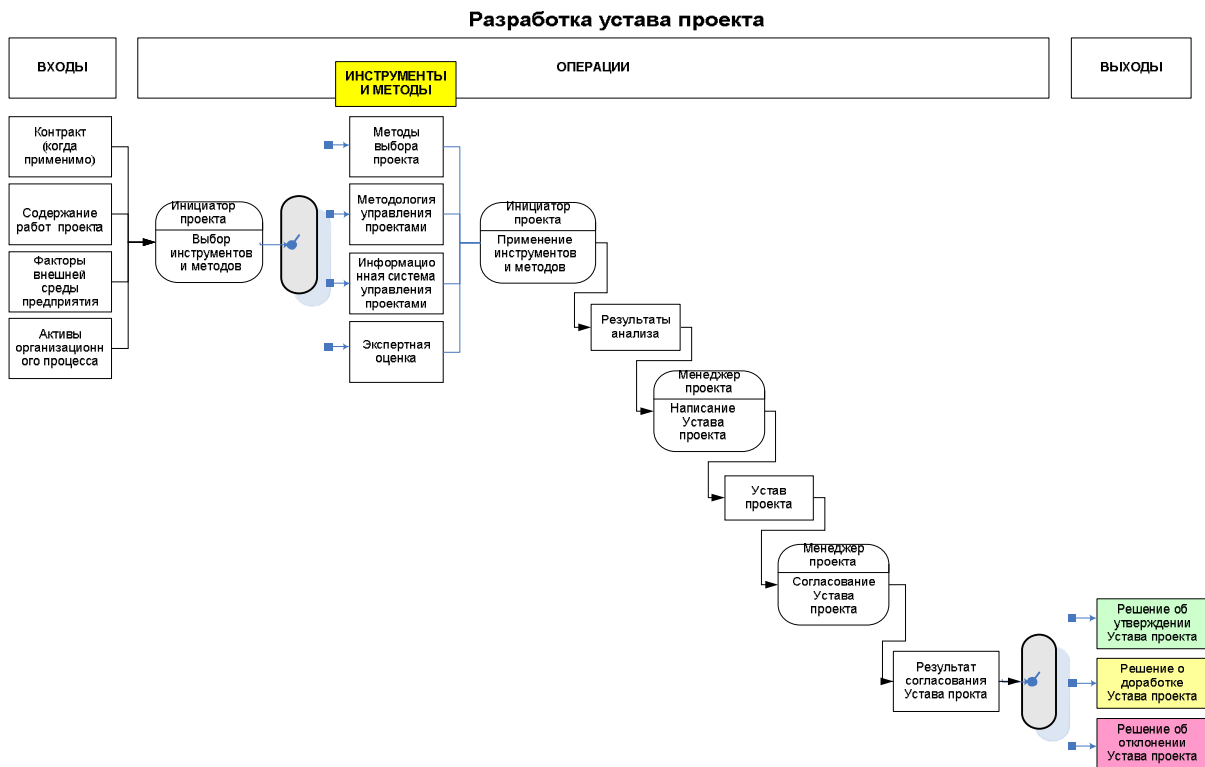 Разработка устава проекта
ВХОДЫ
ОПЕРАЦИИ
ВЫХОДЫ
ИНСТРУМЕНТЫ
И МЕТОДЫ
Контракт
(когда
применимо)
Содержание
работ проекта
Факторы
внешней
среды
предприятия
Активы
организационн
ого процесса
Инициатор
проекта
Выбор
инструментов
и методов
Методы
выбора
проекта
Методология
управления
проектами
Информацио
нная система
управления
проектами
Экспертная
оценка
Инициатор
проекта
Применение
инструментов
и методов
Результаты
анализа
Менеджер
проекта
Написание
Устава
проекта
Устав
проекта
Менеджер
проекта
Согласование
Устава
проекта
Результат
согласования
Устава прокта
Решение об
утверждении
Устава проекта
Решение о
доработке
Устава проекта
Решение об
отклонении
Устава проекта